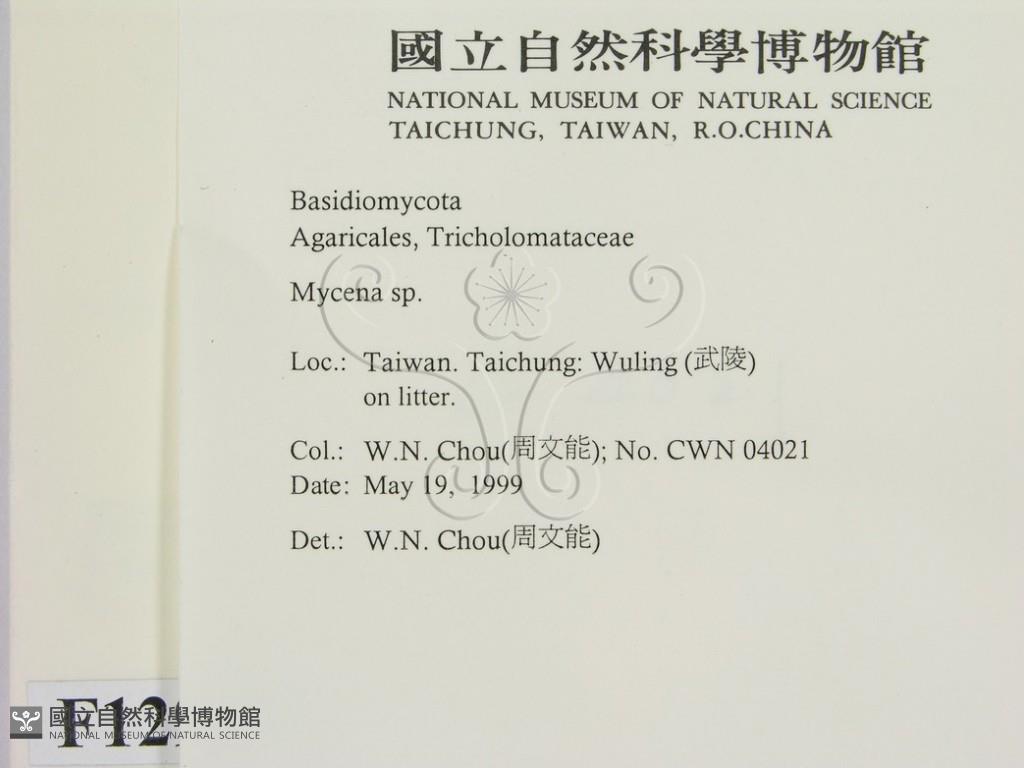 國立自然科學博物館
NATIONAL MUSEUM OF NATURAL SCIENCE
TAICHUNG, TAIWAN, R.O.CHINA
Basidiomycota
Agaricales, Tricholomataceae
Mycena sp.
Loc.: Taiwan. Taichung: Wuling (武陵)
on litter.
Col.: W.N. Chou(周文能); No. CWN 04021
Date: May 19, 1999
Det.: W.N. Chou(周文能)
F12
國立自然科學博物館
NATIONAL MUSEUM OF NATURAL SCIENCE